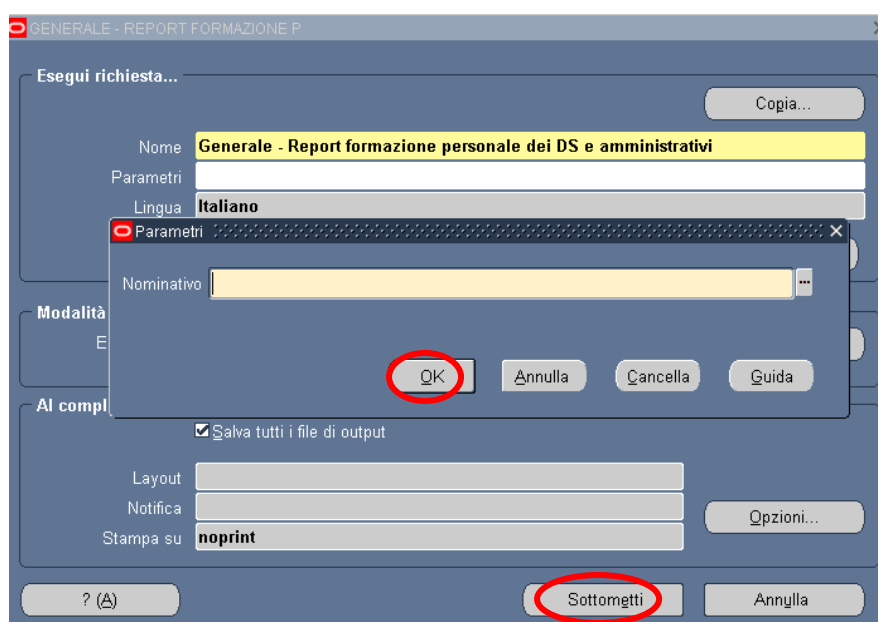 GENERALE - REPORT FORMAZIONE P
Esegui richiesta...
Copia...
Nome Generale - Report formazione personale dei DS e amministrativi
Parametri
Lingua Italiano
Parametri
Nominativo
OK Annulla Cancella Guida
Modalità
E
Al compl
Salva tutti i file di output
Layout
Notifica
Opzioni...
Stampa su noprint
? (A) Sottometti Annulla